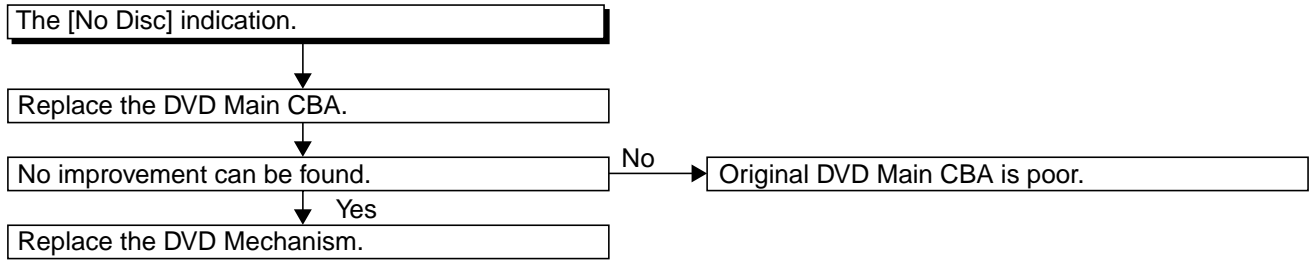 The [No Disc] indication.
Replace the DVD Main CBA.
No improvement can be found.
No
Original DVD Main CBA is poor.
Yes
Replace the DVD Mechanism.